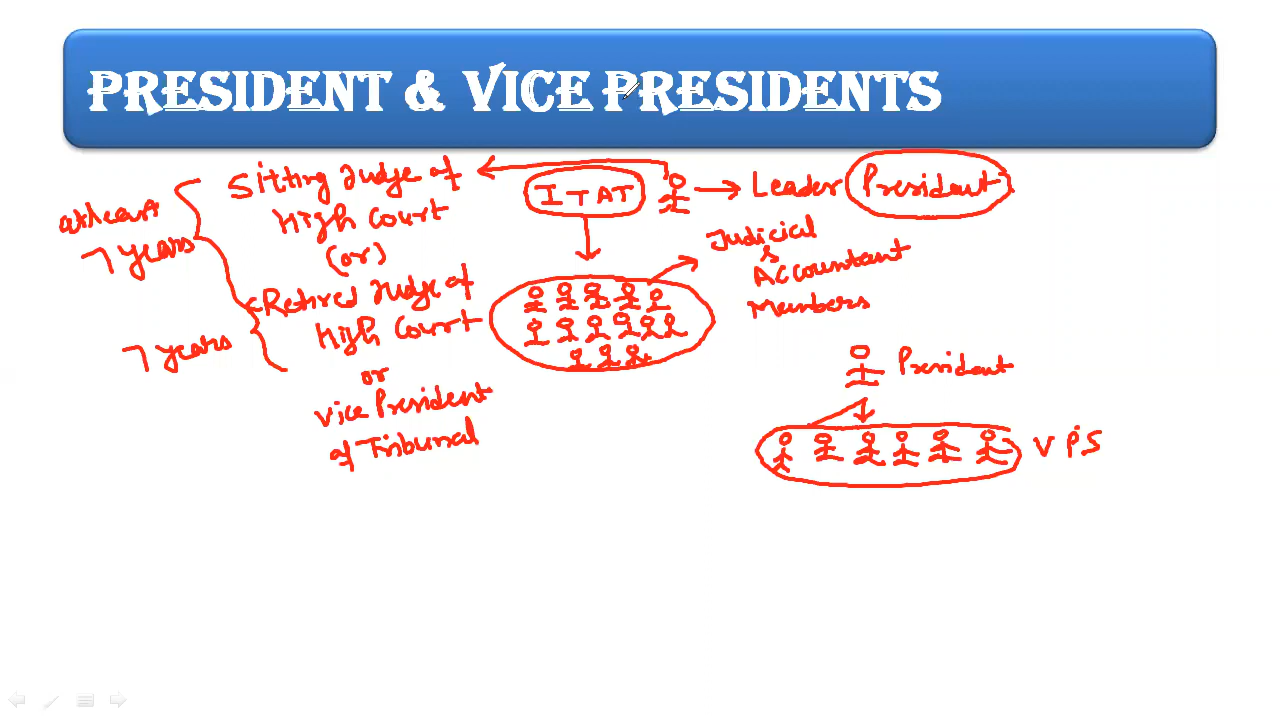 PRESIDENT & VICE PRESIDENTS
Sitting Judge of
High Court
(or)
Retired Judge of
High Court
or
Vice President
of Tribunal
atleast
7 years
7 years
ITAT
Leader President
Judicial
&
Accountant
Members
President
VPS